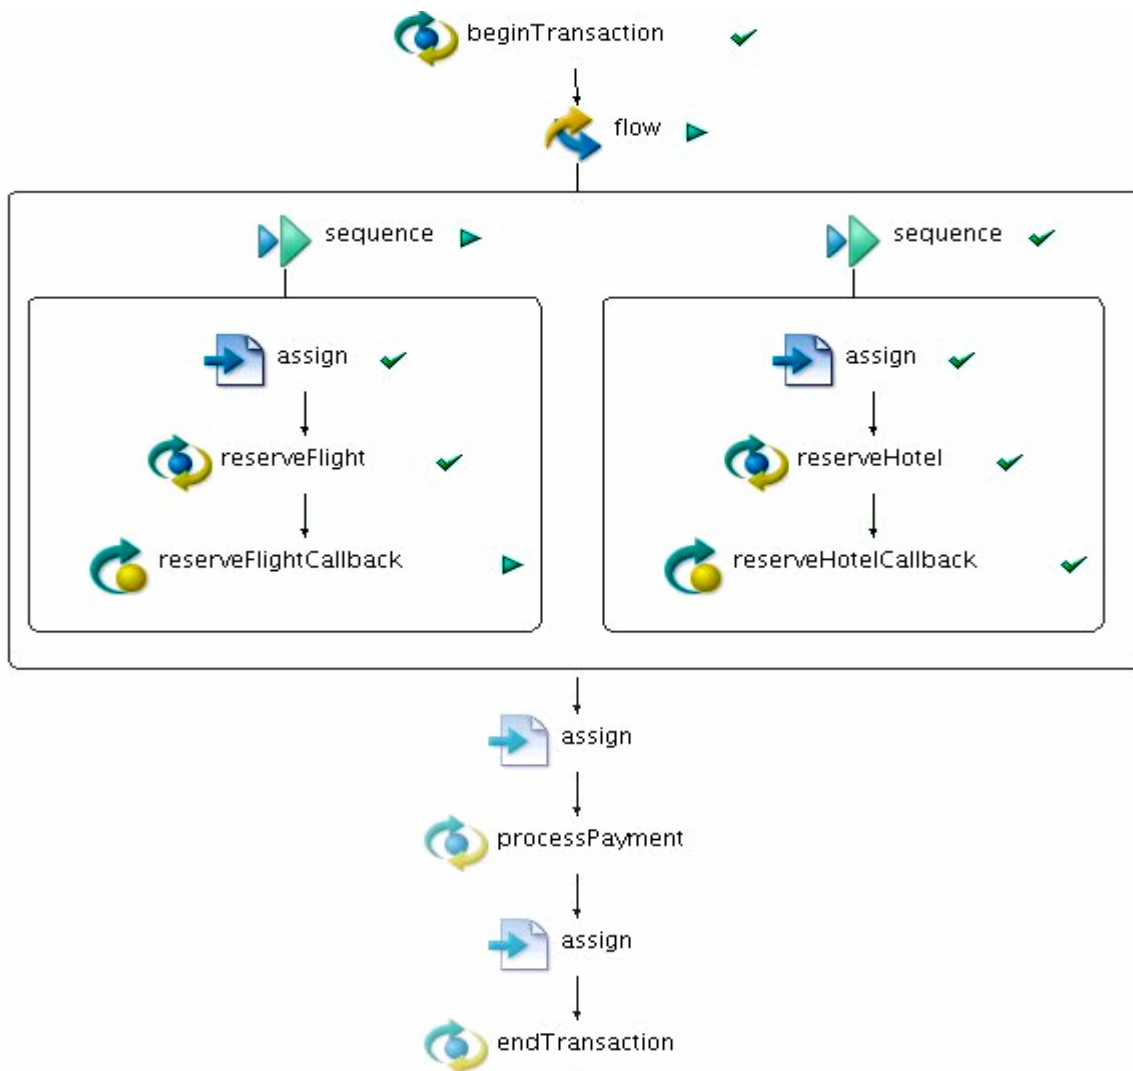 beginTransaction
flow
sequence
sequence
assign
assign
reserveFlight
reserveHotel
reserveFlightCallback
reserveHotelCallback
assign
processPayment
assign
endTransaction